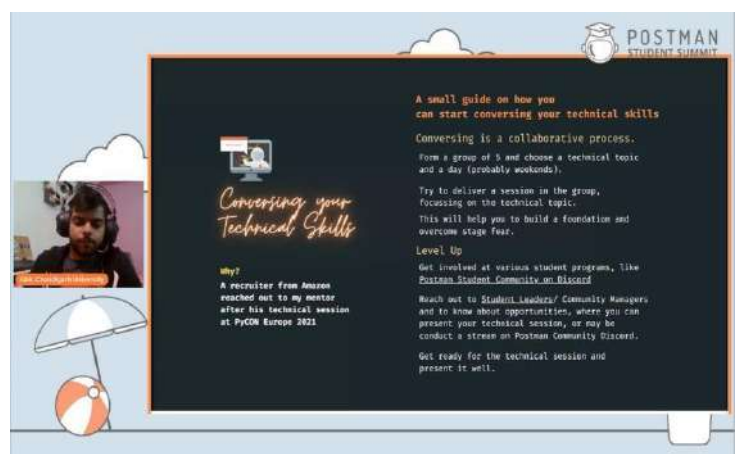 POSTMAN
STUDENT SUMMIT
A small guide on how you
can start conversing your technical skills
Conversing is a collaborative process.
Form a group of 5 and choose a technical topic
and a day (probably weekends).
Try to deliver a session in the group,
focussing on the technical topic.
This will help you to build a foundation and
overcome stage fear.
Level Up
Get involved at various student programs, like
Postman Student Community on Discord
Reach out to Student Leaders/ Community Managers
and to know about opportunities, where you can
present your technical session, or may be
conduct a stream on Postman Community Discord.
Get ready for the technical session and
present it well.
Conversing your
Technical Skills
Why?
A recruiter from Amazon
reached out to my mentor
after his technical session
at PyCON Europe 2021
Chandigarh University